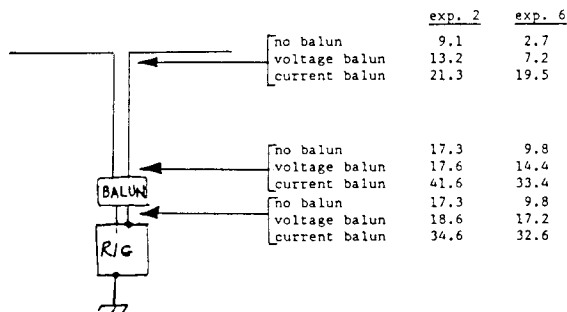 exp. 2 exp. 6
no balun 9.1 2.7
voltage balun 13.2 7.2
current balun 21.3 19.5
no balun 17.3 9.8
voltage balun 17.6 14.4
current balun 41.6 33.4
BALUN
no balun 17.3 9.8
voltage balun 18.6 17.2
current balun 34.6 32.6
RIG